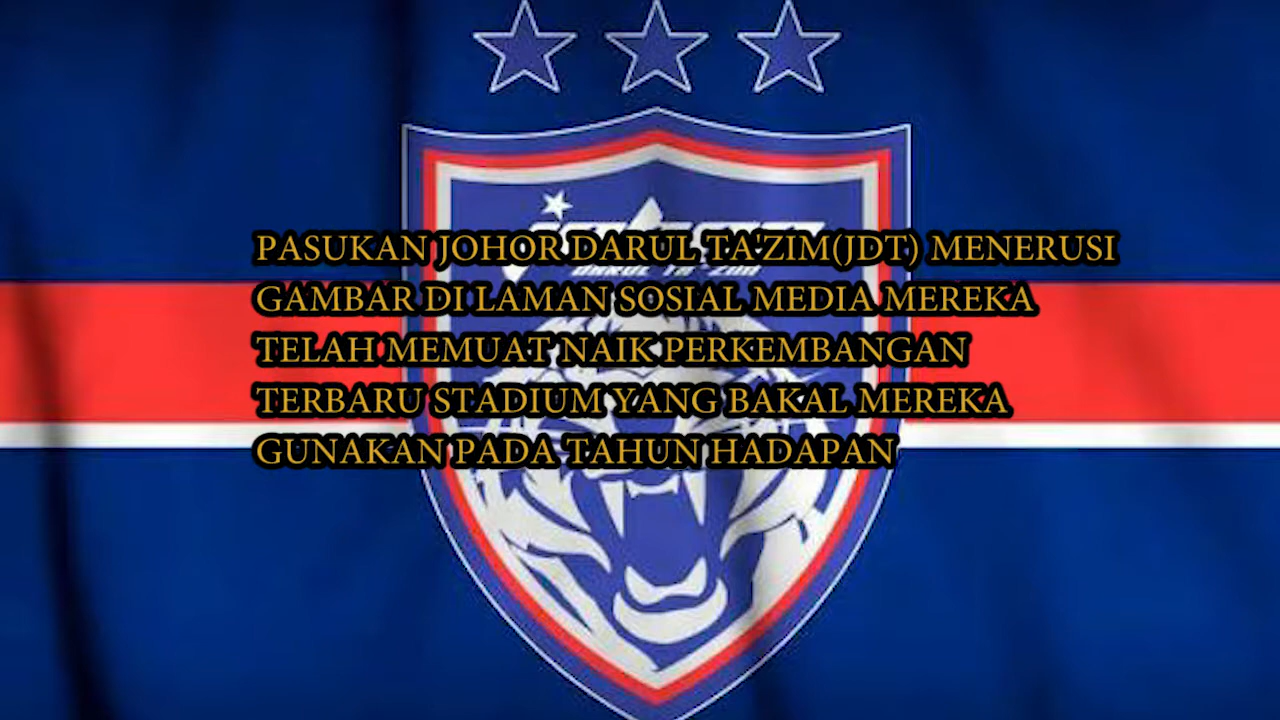 PASUKAN JOHOR DARUL TA'ZIM(JDT) MENERUSI
GAMBAR DI LAMAN SOSIAL MEDIA MEREKA
TELAH MEMUAT NAIK PERKEMBANGAN
TERBARU STADIUM YANG BAKAL MEREKA
GUNAKAN PADA TAHUN HADAPAN